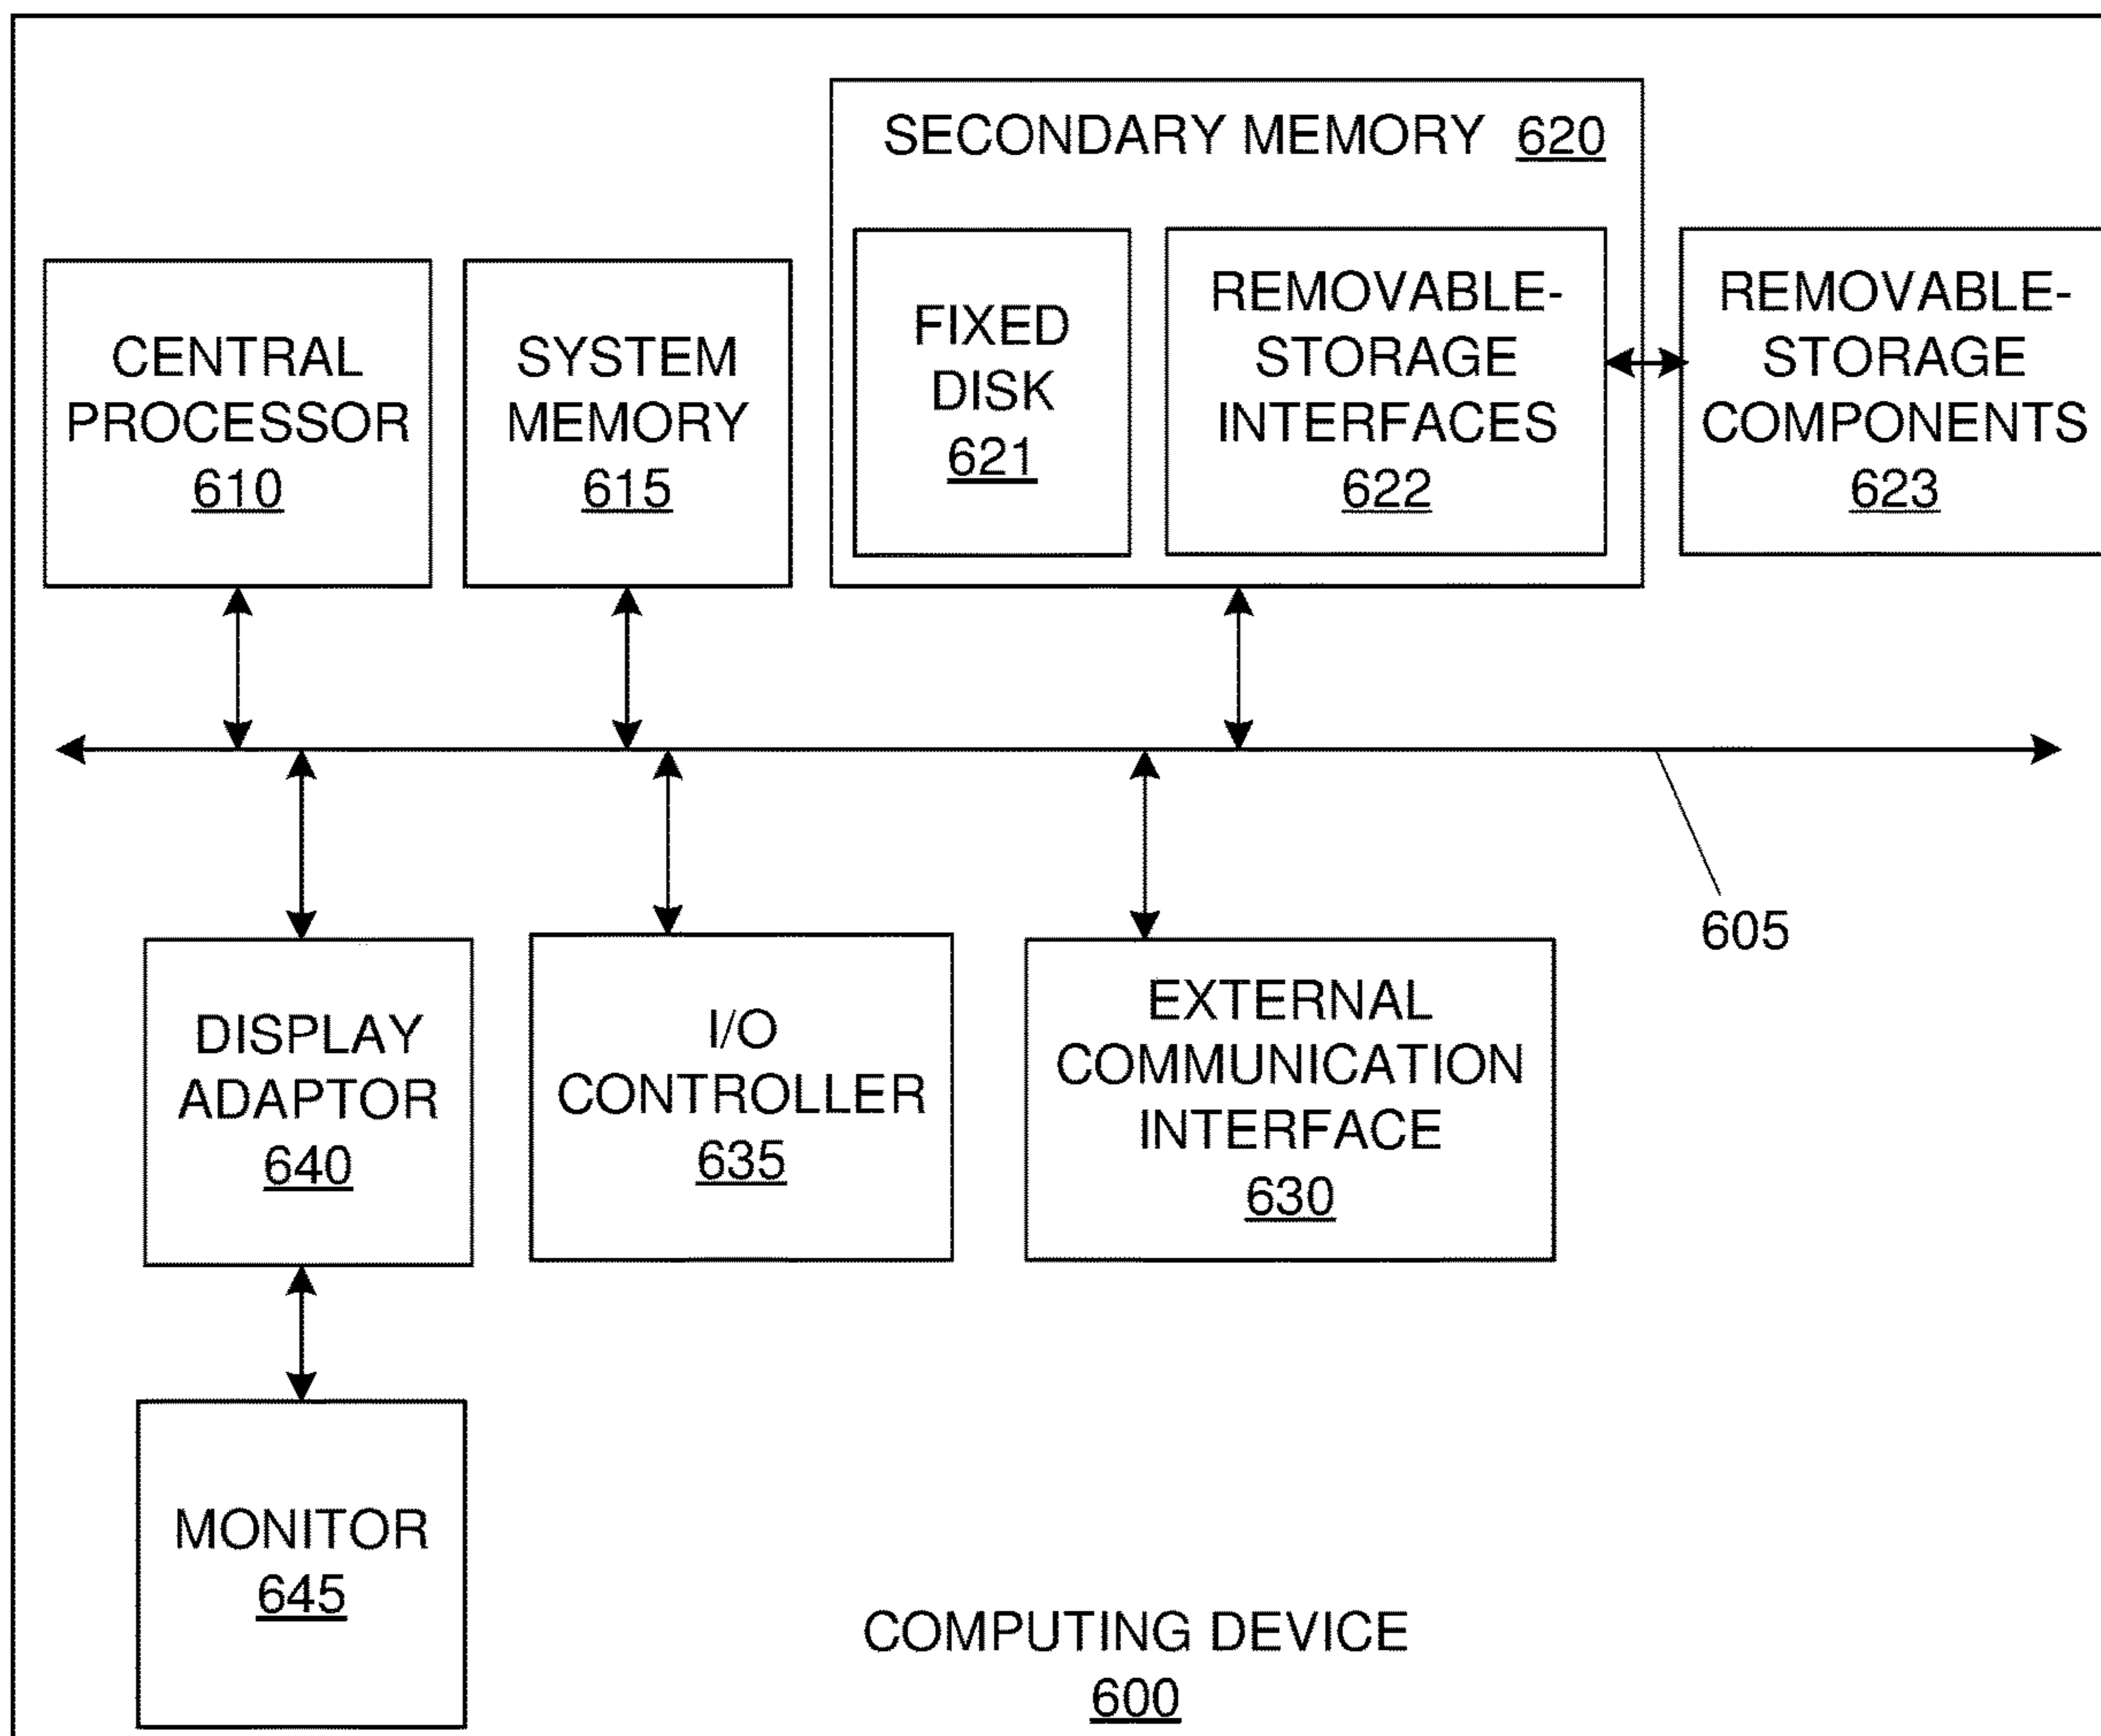 SECONDARY MEMORY 620
CENTRAL
PROCESSOR
610
SYSTEM
MEMORY
615
FIXED
DISK
621
REMOVABLE-
STORAGE
INTERFACES
622
REMOVABLE-
STORAGE
COMPONENTS
623
605
DISPLAY
ADAPTOR
640
I/O
CONTROLLER
635
EXTERNAL
COMMUNICATION
INTERFACE
630
MONITOR
645
COMPUTING DEVICE
600